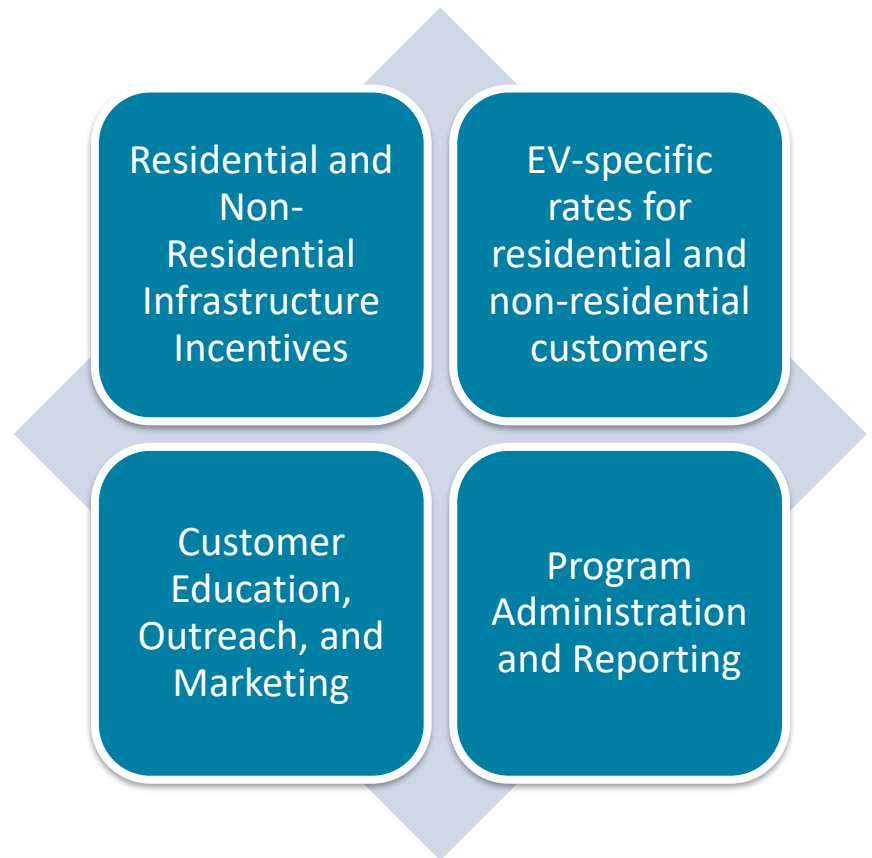 Residential and
Non-
Residential
Infrastructure
Incentives
EV-specific
rates for
residential and
non-residential
customers
Customer
Education,
Outreach, and
Marketing
Program
Administration
and Reporting